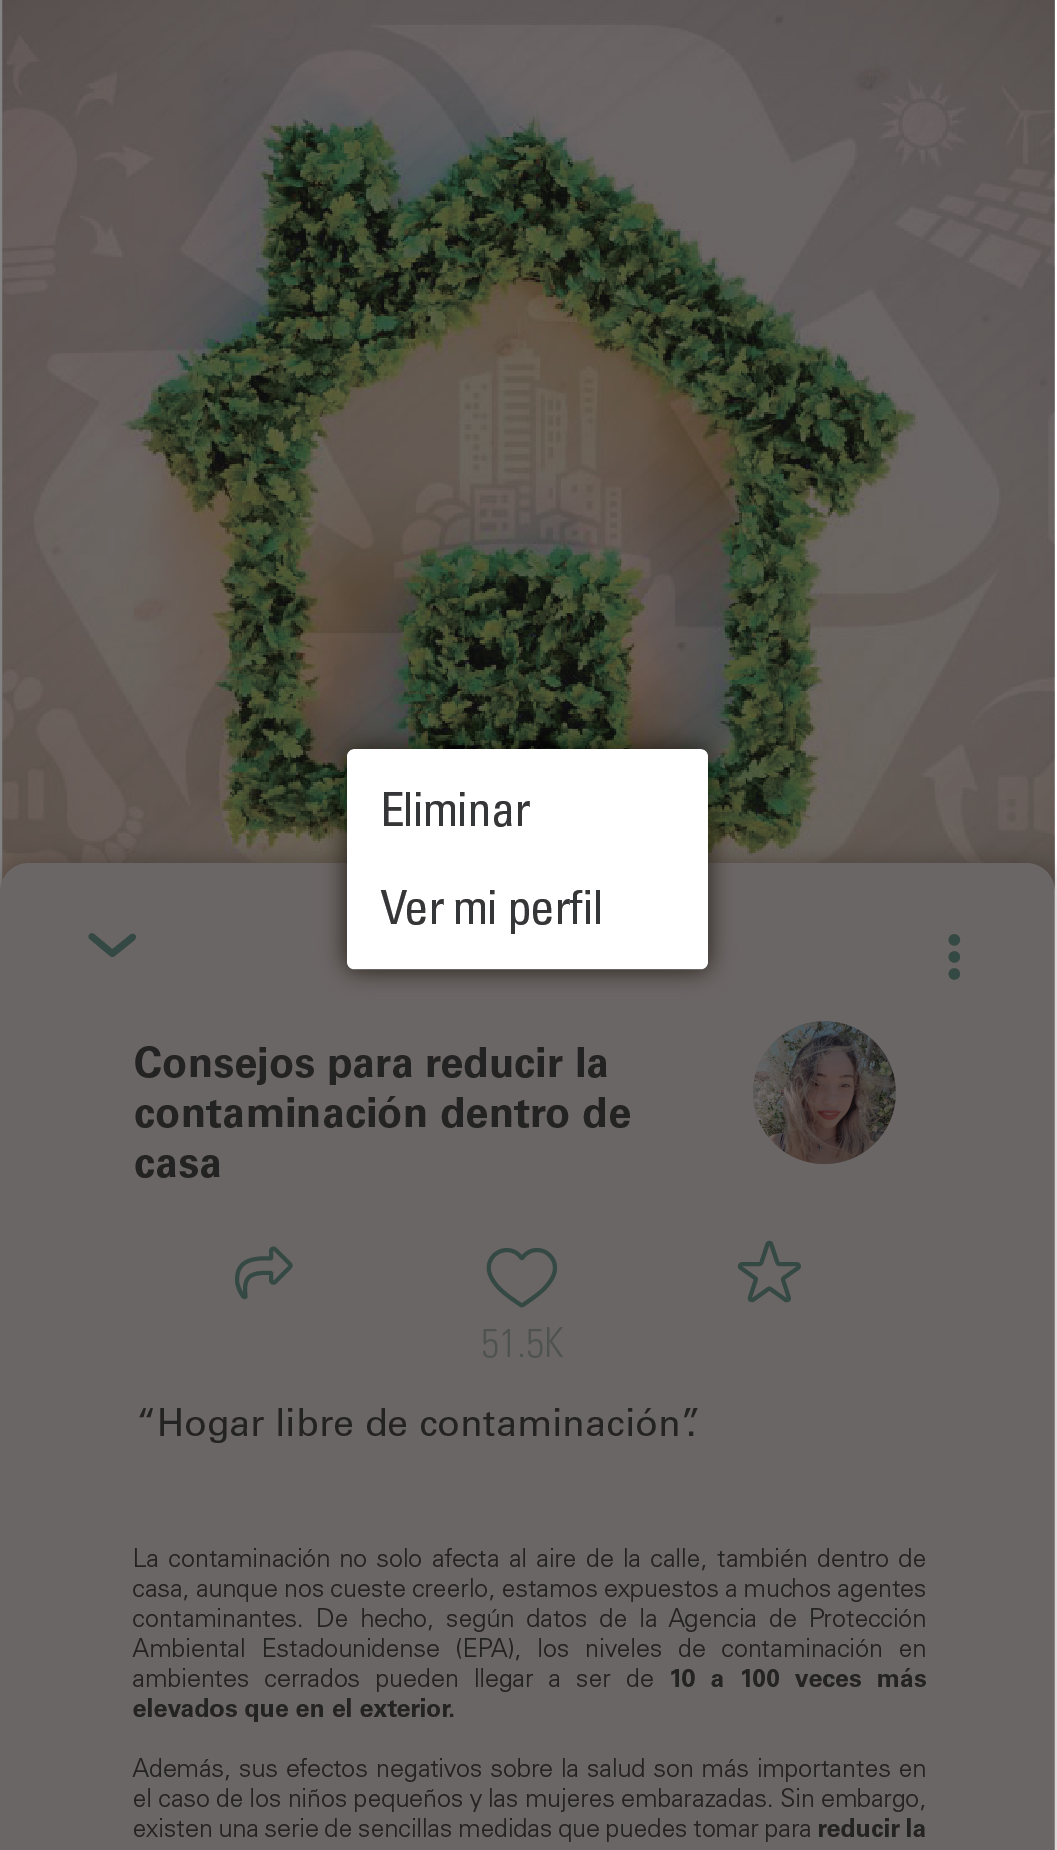 Eliminar
Ver mi perfil
Consejos para reducir la
contaminación dentro de
casa
51.5K
“Hogar libre de contaminación”.
La contaminación no solo afecta al aire de la calle, también dentro de
casa, aunque nos cueste creerlo, estamos expuestos a muchos agentes
contaminantes. De hecho, según datos de la Agencia de Protección
Ambiental Estadounidense (EPA), los niveles de contaminación en
ambientes cerrados pueden llegar a ser de 10 a 100 veces más
elevados que en el exterior.
Además, sus efectos negativos sobre la salud son más importantes en
el caso de los niños pequeños y las mujeres embarazadas. Sin embargo,
existen una serie de sencillas medidas que puedes tomar para reducir la